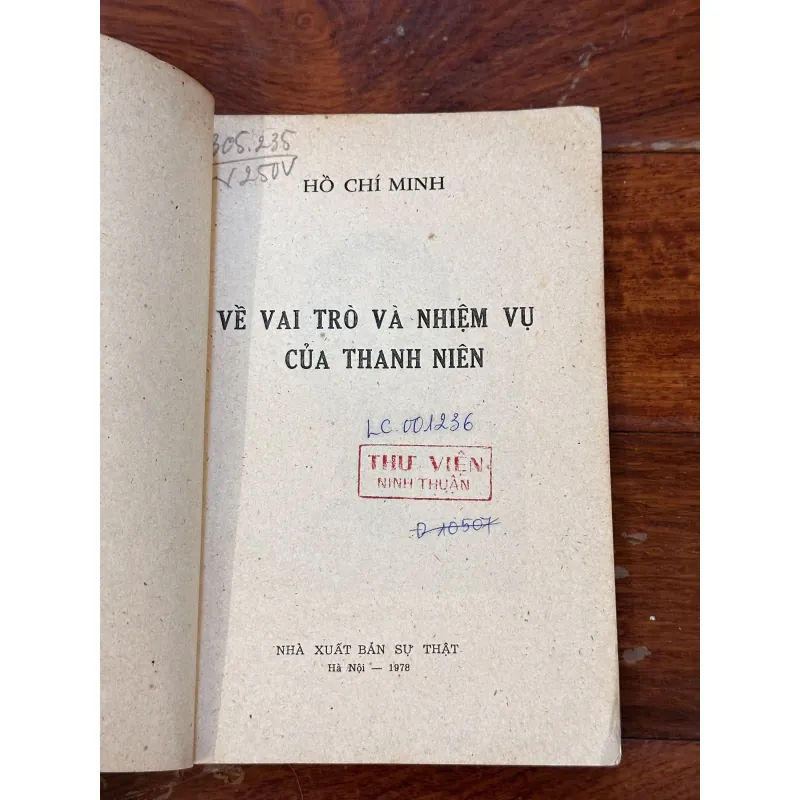 305.235
V250V
HỒ CHÍ MINH
VỀ VAI TRÒ VÀ NHIỆM VỤ
CỦA THANH NIÊN
LC 001236
THƯ VIỆN
NINH THUẬN
D 10507
NHÀ XUẤT BẢN SỰ THẬT
Hà Nội — 1978